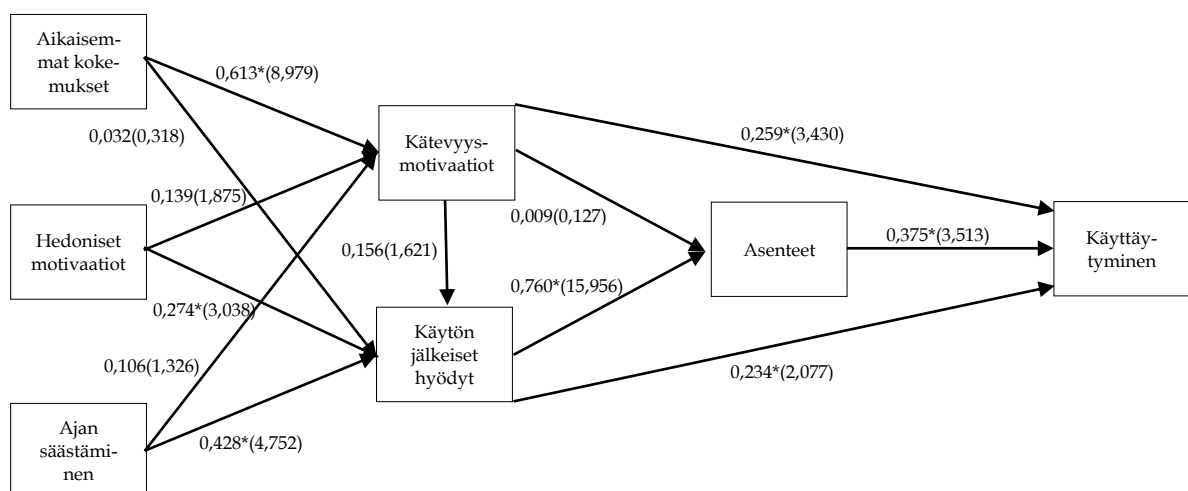 Aikaisem-
mat koke-
mukset
0,613*(8,979)
0,032(0,318)
Kätevyys-
motivaatiot
0,259*(3,430)
0,139(1,875)
Hedoniset
motivaatiot
0,009(0,127)
0,156(1,621)
Asenteet
0,375*(3,513)
Käyttäy-
tyminen
0,760*(15,956)
0,274*(3,038)
Käytön
jälkeiset
hyödyt
0,106(1,326)
0,234*(2,077)
Ajan
säästämi-
nen
0,428*(4,752)